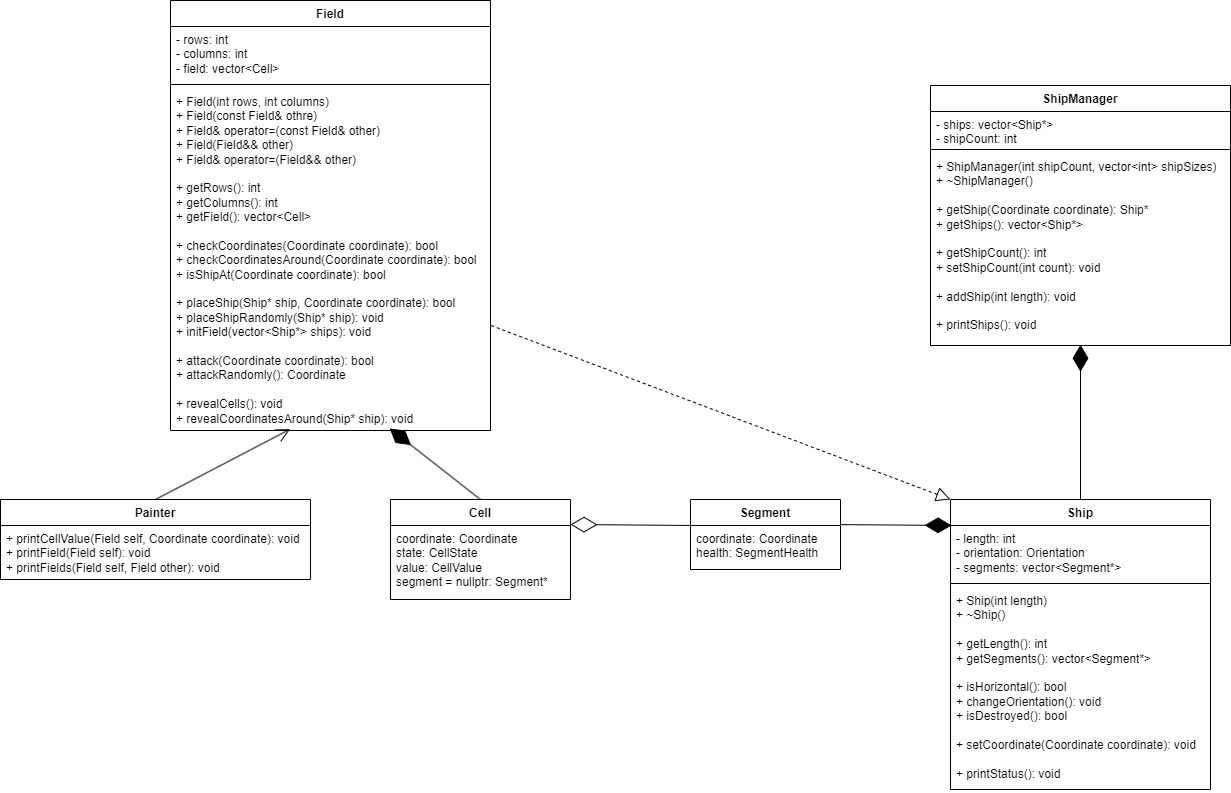 Field
- rows: int
- columns: int
- field: vector<Cell>
+ Field(int rows, int columns)
+ Field(const Field& othre)
+ Field& operator=(const Field& other)
+ Field(Field&& other)
+ Field& operator=(Field&& other)
+ getRows(): int
+ getColumns(): int
+ getField(): vector<Cell>
+ checkCoordinates(Coordinate coordinate): bool
+ checkCoordinatesAround(Coordinate coordinate): bool
+ isShipAt(Coordinate coordinate): bool
+ placeShip(Ship* ship, Coordinate coordinate): bool
+ placeShipRandomly(Ship* ship): void
+ initField(vector<Ship*> ships): void
+ attack(Coordinate coordinate): bool
+ attackRandomly(): Coordinate
+ revealCells(): void
+ revealCoordinatesAround(Ship* ship): void
ShipManager
- ships: vector<Ship*>
- shipCount: int
+ ShipManager(int shipCount, vector<int> shipSizes)
+ ~ShipManager()
+ getShip(Coordinate coordinate): Ship*
+ getShips(): vector<Ship*>
+ getShipCount(): int
+ setShipCount(int count): void
+ addShip(int length): void
+ printShips(): void
Painter
+ printCellValue(Field self, Coordinate coordinate): void
+ printField(Field self): void
+ printFields(Field self, Field other): void
Cell
coordinate: Coordinate
state: CellState
value: CellValue
segment = nullptr: Segment*
Segment
coordinate: Coordinate
health: SegmentHealth
Ship
- length: int
- orientation: Orientation
- segments: vector<Segment*>
+ Ship(int length)
+ ~Ship()
+ getLength(): int
+ getSegments(): vector<Segment*>
+ isHorizontal(): bool
+ changeOrientation(): void
+ isDestroyed(): bool
+ setCoordinate(Coordinate coordinate): void
+ printStatus(): void